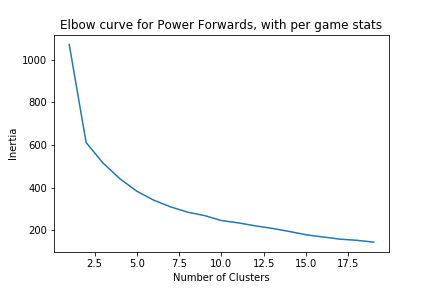 Elbow curve for Power Forwards, with per game stats
1000
800
600
400
200
Inertia
2.5 5.0 7.5 10.0 12.5 15.0 17.5
Number of Clusters